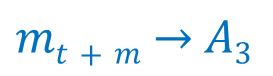 m_{t + m} → A_3